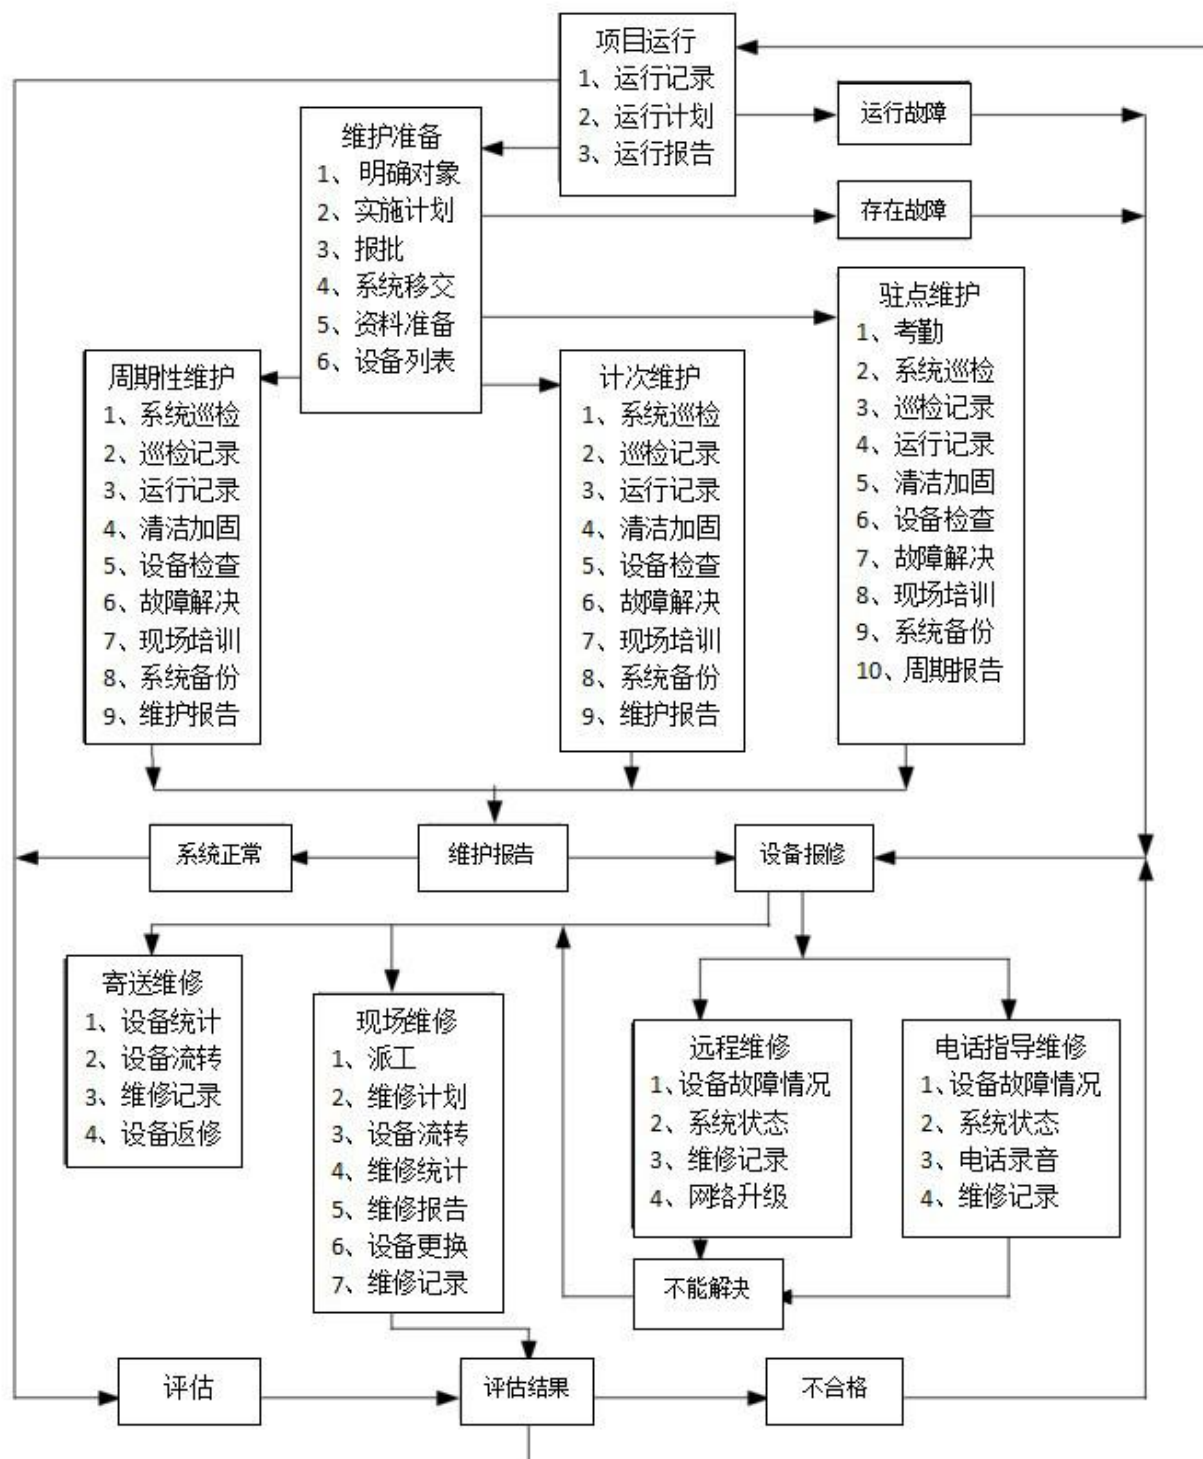 项目运行
1、运行记录
2、运行计划
3、运行报告
运行故障
维护准备
1、明确对象
2、实施计划
3、报批
4、系统移交
5、资料准备
6、设备列表
存在故障
驻点维护
1、考勤
2、系统巡检
3、巡检记录
4、运行记录
5、清洁加固
6、设备检查
7、故障解决
8、现场培训
9、系统备份
10、周期报告
周期性维护
1、系统巡检
2、巡检记录
3、运行记录
4、清洁加固
5、设备检查
6、故障解决
7、现场培训
8、系统备份
9、维护报告
计次维护
1、系统巡检
2、巡检记录
3、运行记录
4、清洁加固
5、设备检查
6、故障解决
7、现场培训
8、系统备份
9、维护报告
系统正常
维护报告
设备报修
寄送维修
1、设备统计
2、设备流转
3、维修记录
4、设备返修
现场维修
1、派工
2、维修计划
3、设备流转
4、维修统计
5、维修报告
6、设备更换
7、维修记录
远程维修
1、设备故障情况
2、系统状态
3、维修记录
4、网络升级
电话指导维修
1、设备故障情况
2、系统状态
3、电话录音
4、维修记录
不能解决
评估
评估结果
不合格